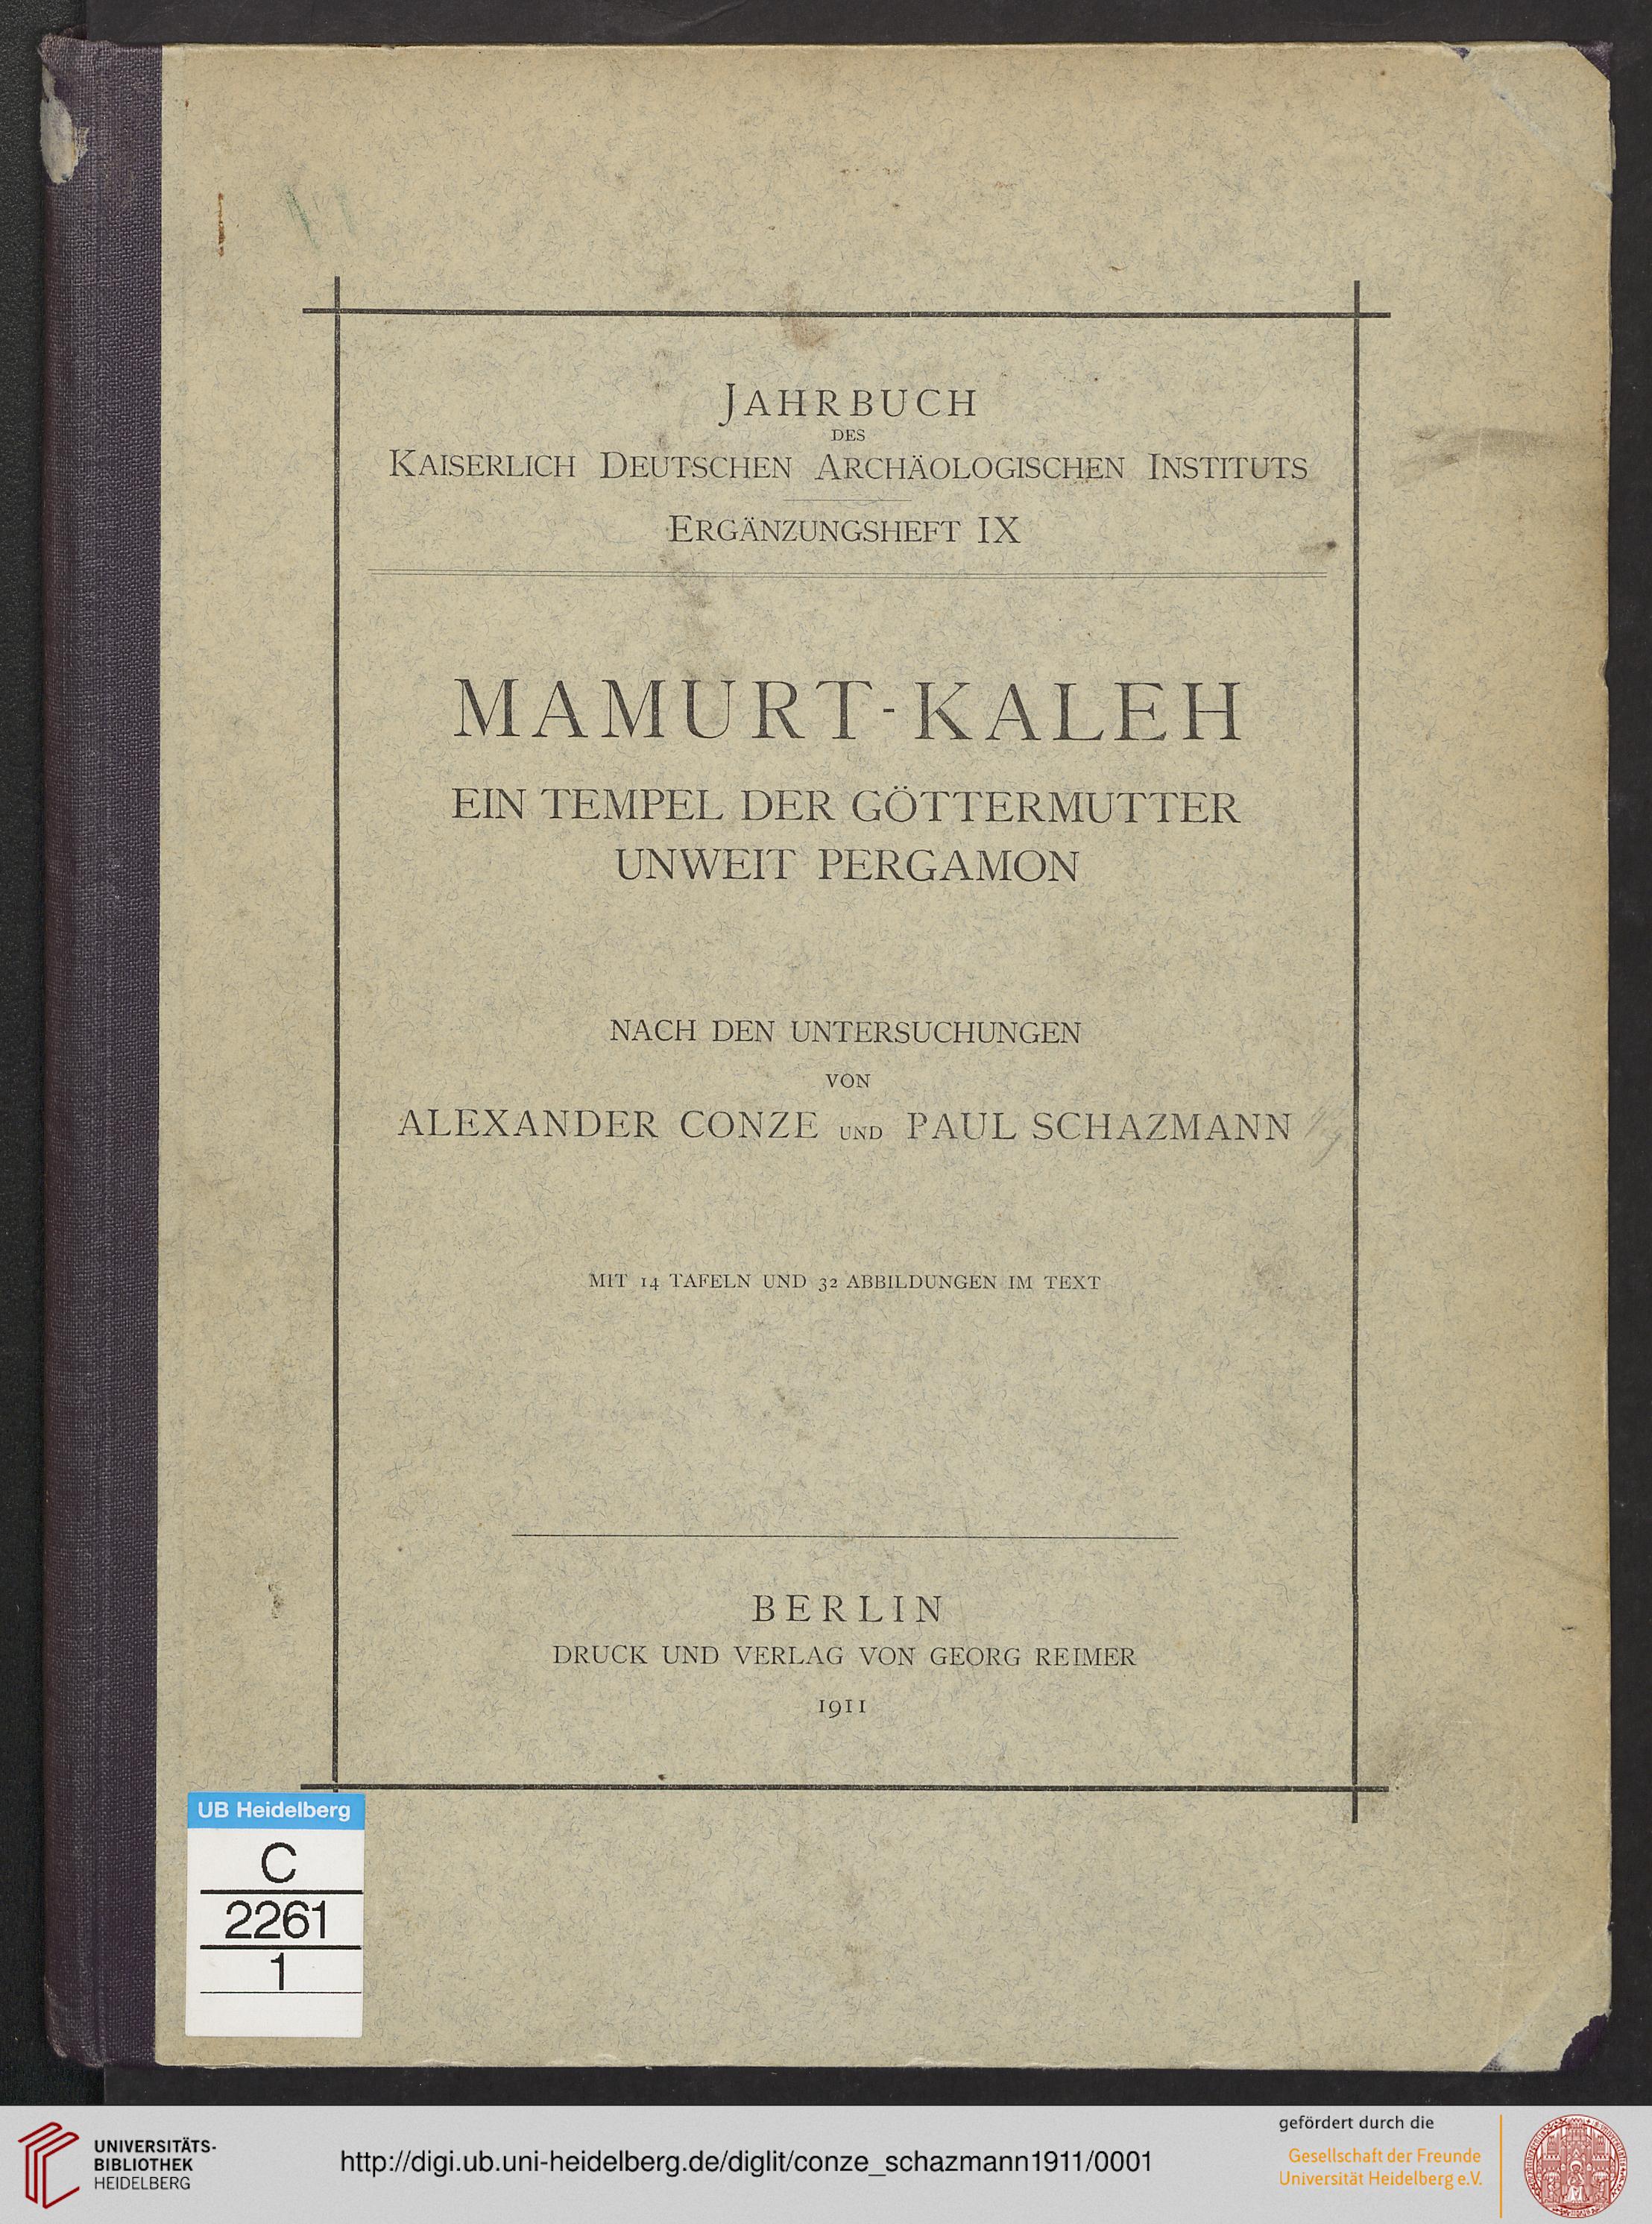 JAHRBUCH
DES
KAISERLICH DEUTSCHEN ARCHÄOLOGISCHEN INSTITUTS
ERGÄNZUNGSHEFT IX
MAMURT-KALEH
EIN TEMPEL DER GÖTTERMUTTER
UNWEIT PERGAMON
NACH DEN UNTERSUCHUNGEN
VON
ALEXANDER CONZE UND PAUL SCHAZMANN
MIT 14 TAFELN UND 32 ABBILDUNGEN IM TEXT
BERLIN
DRUCK UND VERLAG VON GEORG REIMER
1911
UB Heidelberg
C
2261
1
UNIVERSITÄTS-
BIBLIOTHEK
HEIDELBERG
http://digi.ub.uni-heidelberg.de/diglit/conze_schazmann1911/0001
gefördert durch die
Gesellschaft der Freunde
Universität Heidelberg e.V.